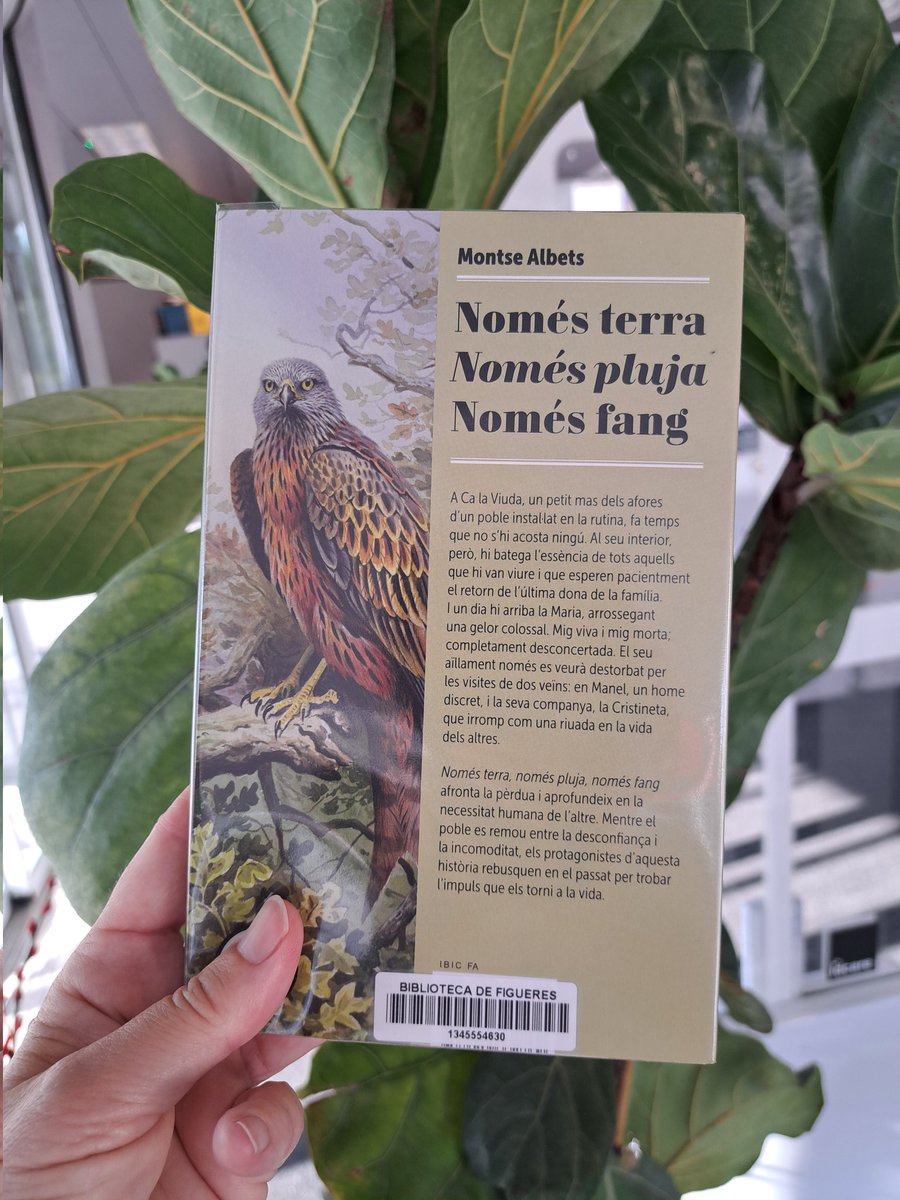 Montse Albets
Només terra
Només pluja
Només fang
A Ca la Viuda, un petit mas dels afores
d’un poble instal·lat en la rutina, fa temps
que no s’hi acosta ningú. Al seu interior,
però, hi batega l’essència de tots aquells
que hi van viure i que esperen pacientment
el retorn de l’última dona de la família.
I un dia hi arriba la Maria, arrossegant
una gelor colossal. Mig viva i mig morta;
completament desconcertada. El seu
aïllament només es veurà destorbat per
les visites de dos veïns: en Manel, un home
discret, i la seva companya, la Cristineta,
que irromp com una riuada en la vida
dels altres.
Només terra, només pluja, només fang
afronta la pèrdua i aprofundeix en la
necessitat humana de l’altre. Mentre el
poble es remou entre la desconfiança i
la incomoditat, els protagonistes d’aquesta
història rebusquen en el passat per trobar
l’impuls que els torni a la vida.
IBIC FA
BIBLIOTECA DE FIGUERES
1345554630